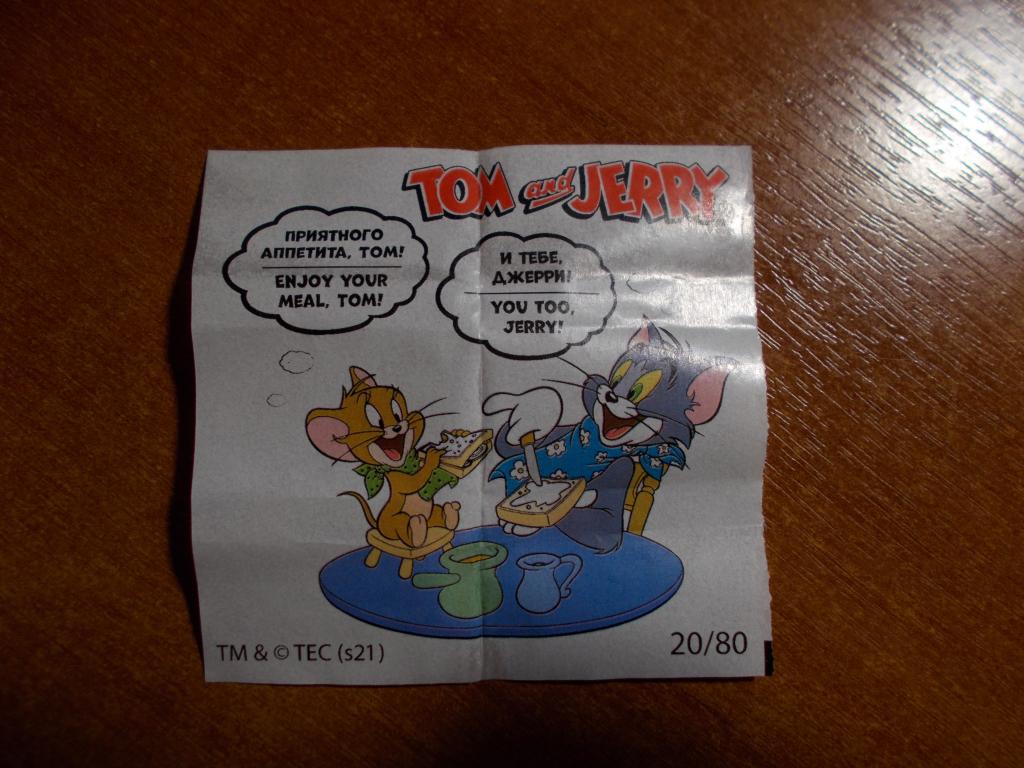 TOM and JERRY
ПРИЯТНОГО
АППЕТИТА, ТОМ!
ENJOY YOUR
MEAL, TOM!
И ТЕБЕ,
ДЖЕРРИ!
YOU TOO,
JERRY!
TM & © TEC (s21)
20/80